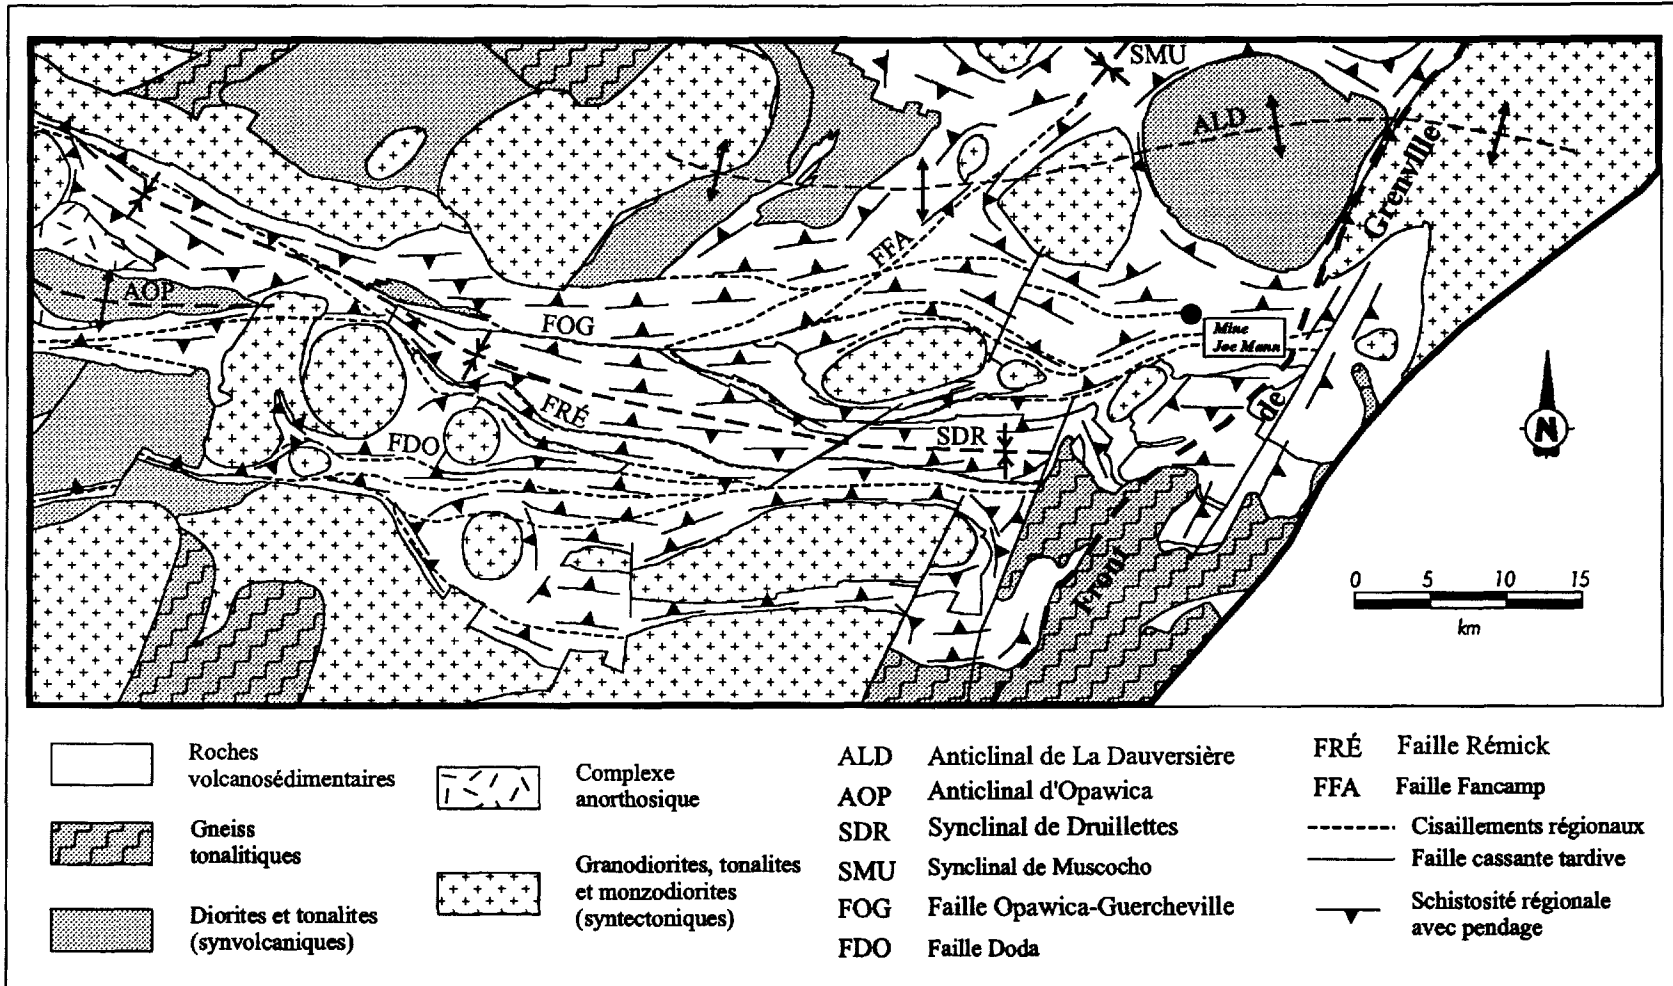 SMU
ALD
Grenville
FFA
AOP
FOG
Mine
Joe Mann
FRÉ
de
SDR
FDO
N
Front
0 5 10 15
km
Roches
volcanosédimentaires
Gneiss
tonalitiques
Diorites et tonalites
(synvolcaniques)
Complexe
anorthosique
Granodiorites, tonalites
et monzodiorites
(syntectoniques)
ALD Anticlinal de La Dauversière
AOP Anticlinal d'Opawica
SDR Synclinal de Druillettes
SMU Synclinal de Muscocho
FOG Faille Opawica-Guercheville
FDO Faille Doda
FRÉ Faille Rémick
FFA Faille Fancamp
Cisaillements régionaux
Faille cassante tardive
Schistosité régionale
avec pendage